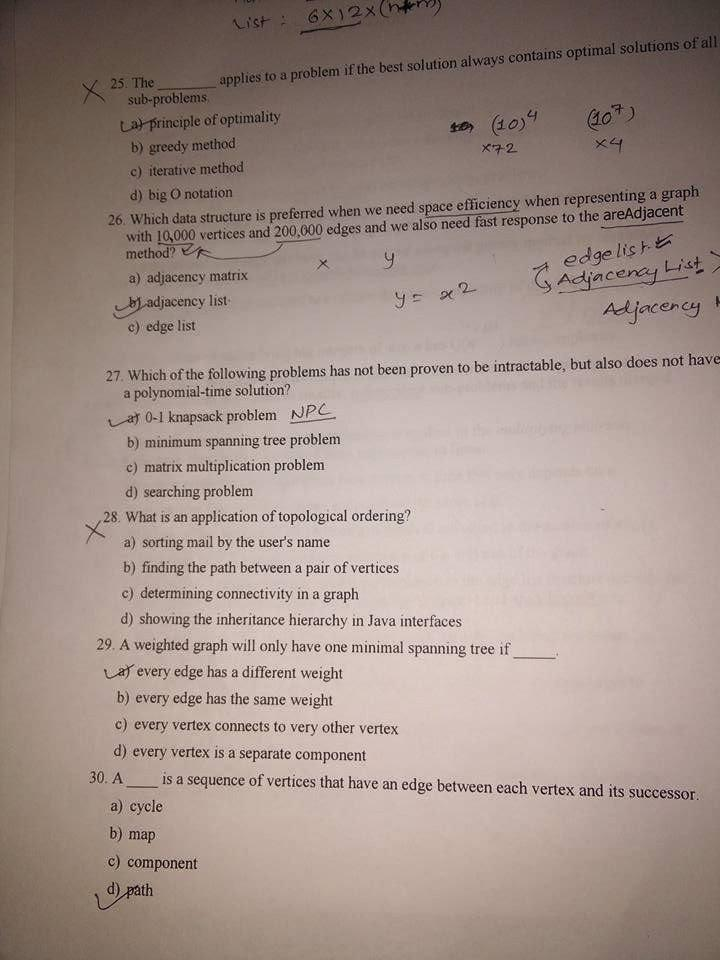 List : 6x12x(n+m)
25. The ______ applies to a problem if the best solution always contains optimal solutions of all
sub-problems.
a) principle of optimality
b) greedy method
(10)^4 (10^7)
x72 x4
c) iterative method
d) big O notation
26. Which data structure is preferred when we need space efficiency when representing a graph
with 10,000 vertices and 200,000 edges and we also need fast response to the areAdjacent
method?
x y
edge list
a) adjacency matrix
Adjacency List
b) adjacency list
y = x^2
Adjacency
c) edge list
27. Which of the following problems has not been proven to be intractable, but also does not have
a polynomial-time solution?
a) 0-1 knapsack problem NPC
b) minimum spanning tree problem
c) matrix multiplication problem
d) searching problem
28. What is an application of topological ordering?
a) sorting mail by the user's name
b) finding the path between a pair of vertices
c) determining connectivity in a graph
d) showing the inheritance hierarchy in Java interfaces
29. A weighted graph will only have one minimal spanning tree if _____.
a) every edge has a different weight
b) every edge has the same weight
c) every vertex connects to very other vertex
d) every vertex is a separate component
30. A ____ is a sequence of vertices that have an edge between each vertex and its successor.
a) cycle
b) map
c) component
d) path